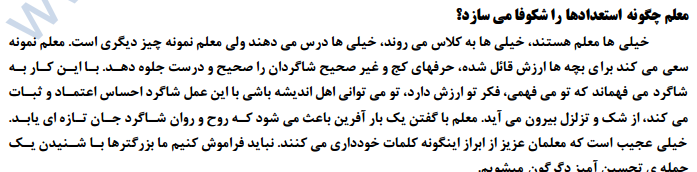 معلم چگونه استعدادها را شکوفا می سازد؟
خیلی ها معلم هستند، خیلی ها به کلاس می روند، خیلی ها درس می دهند ولی معلم نمونه چیز دیگری است. معلم نمونه
سعی می کند برای بچه ها ارزش قائل شده، حرفهای کج و غیر صحیح شاگردان را صحیح و درست جلوه دهد. با این کار به
شاگرد می فهماند که تو می فهمی، فکر تو ارزش دارد، تو می توانی اهل اندیشه باشی با این عمل شاگرد احساس اعتماد و ثبات
می کند، از شک و تزلزل بیرون می آید. معلم با گفتن یک بار آفرین باعث می شود که روح و روان شاگرد جان تازه ای یابد.
خیلی عجیب است که معلمان عزیز از ابراز اینگونه کلمات خودداری می کنند. نباید فراموش کنیم ما بزرگترها با شنیدن یک
جمله ی تحسین آمیز دگرگون میشویم.